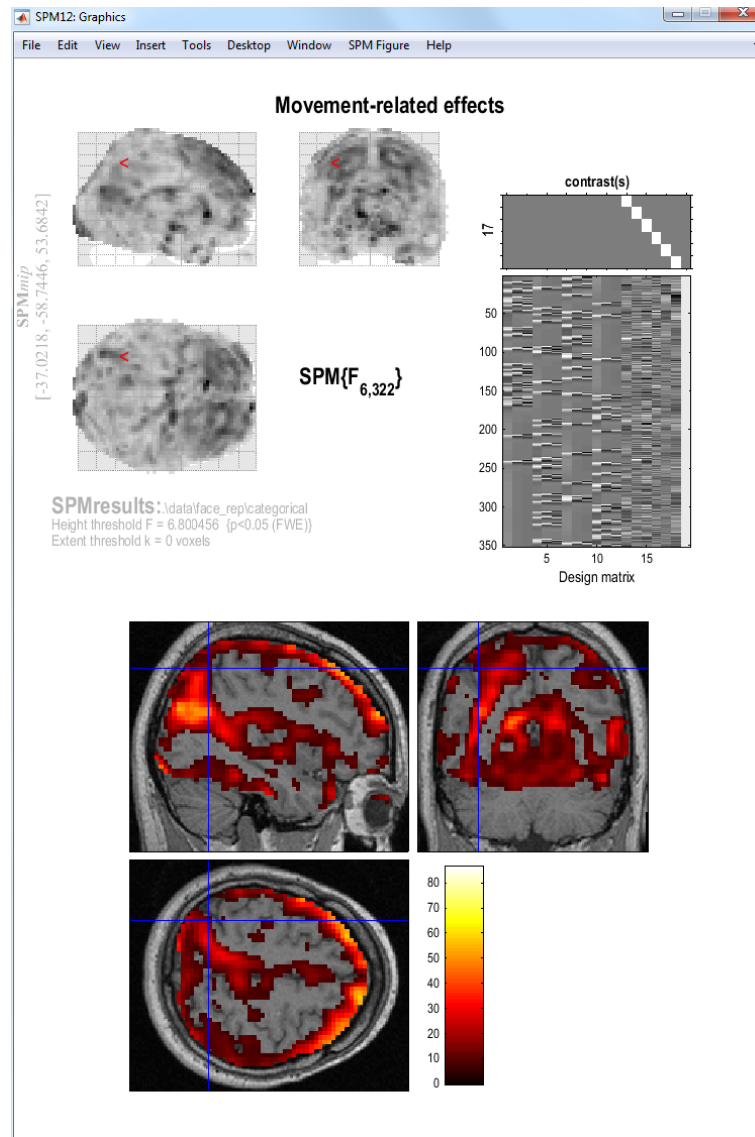 SPM12: Graphics
File Edit View Insert Tools Desktop Window SPM Figure Help
Movement-related effects
SPMmip
[-37.0218, -58.7446, 53.6842]
<
<
<
SPM{F6,322}
contrast(s)
17
50
100
150
200
250
300
350
5 10 15
Design matrix
SPMresults: .\data\face_rep\categorical
Height threshold F = 6.800456 {p<0.05 (FWE)}
Extent threshold k = 0 voxels
80
70
60
50
40
30
20
10
0